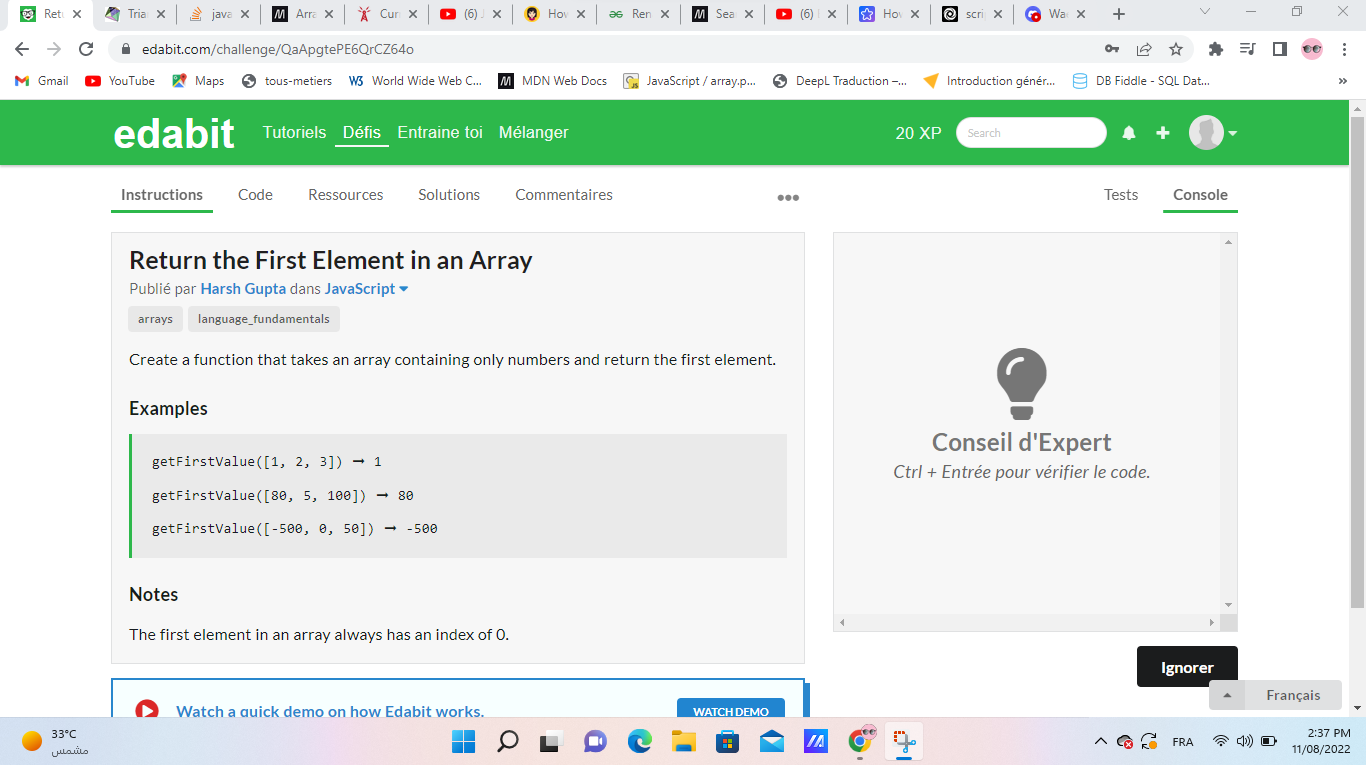 Retu
Trian
java
Arra
Curr
(6) J
How
Ren
Sea
(6) I
How
scri
Wa
edabit.com/challenge/QaApgtePE6QrCZ64o
Gmail YouTube Maps tous-metiers World Wide Web C... MDN Web Docs JavaScript / array.p... DeepL Traduction –... Introduction génér... DB Fiddle - SQL Dat... »
edabit Tutoriels Défis Entraine toi Mélanger 20 XP Search
Instructions Code Ressources Solutions Commentaires Tests Console
Return the First Element in an Array
Publié par Harsh Gupta dans JavaScript
arrays language_fundamentals
Create a function that takes an array containing only numbers and return the first element.
Examples
getFirstValue([1, 2, 3]) ➞ 1
getFirstValue([80, 5, 100]) ➞ 80
getFirstValue([-500, 0, 50]) ➞ -500
Notes
The first element in an array always has an index of 0.
Conseil d'Expert
Ctrl + Entrée pour vérifier le code.
Ignorer
Français
Watch a quick demo on how Edabit works.
WATCH DEMO
33°C
مشمس
FRA
2:37 PM
11/08/2022